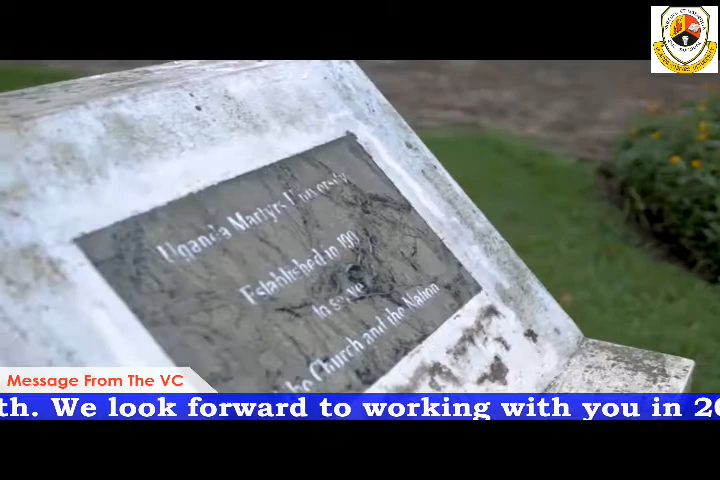 Uganda Martyrs University
Established in 199
to serve
the Church and the Nation
Message From The VC
th. We look forward to working with you in 20